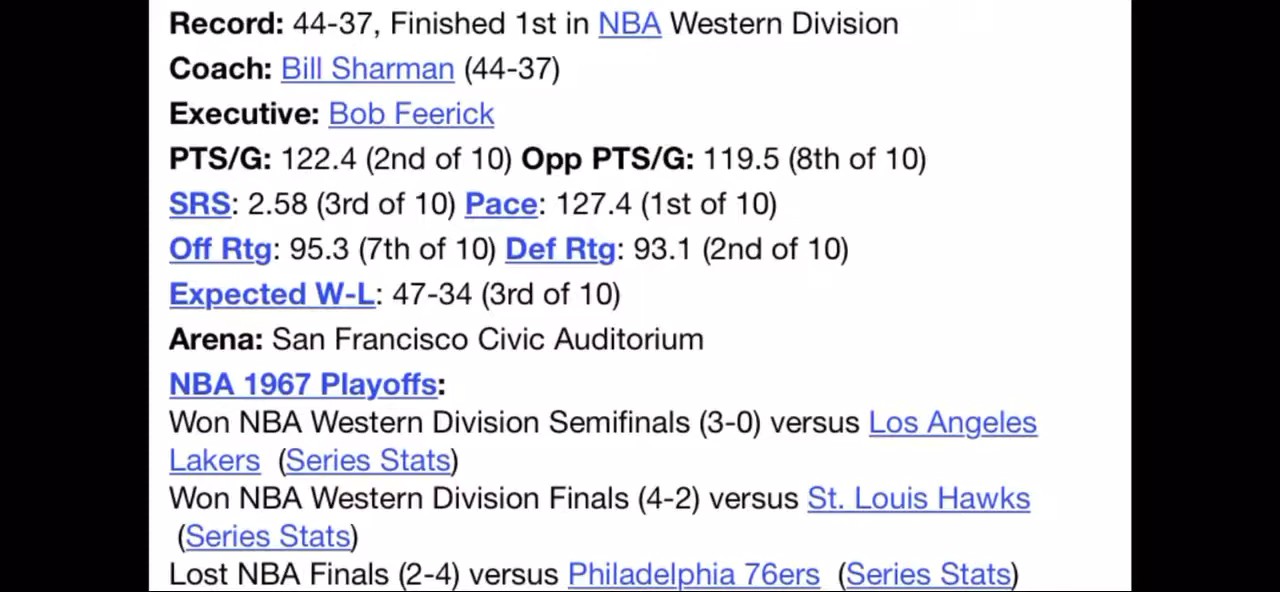 Record: 44-37, Finished 1st in NBA Western Division
Coach: Bill Sharman (44-37)
Executive: Bob Feerick
PTS/G: 122.4 (2nd of 10) Opp PTS/G: 119.5 (8th of 10)
SRS: 2.58 (3rd of 10) Pace: 127.4 (1st of 10)
Off Rtg: 95.3 (7th of 10) Def Rtg: 93.1 (2nd of 10)
Expected W-L: 47-34 (3rd of 10)
Arena: San Francisco Civic Auditorium
NBA 1967 Playoffs:
Won NBA Western Division Semifinals (3-0) versus Los Angeles
Lakers (Series Stats)
Won NBA Western Division Finals (4-2) versus St. Louis Hawks
(Series Stats)
Lost NBA Finals (2-4) versus Philadelphia 76ers (Series Stats)